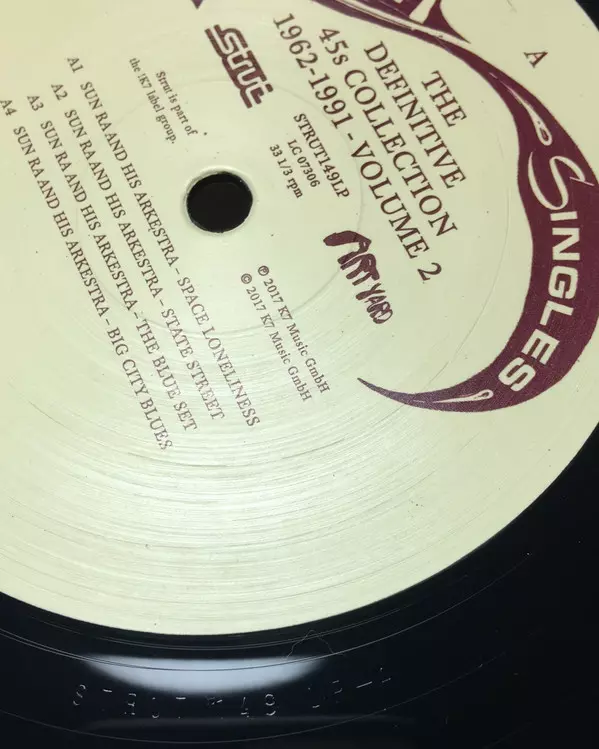 A
SINGLES
THE
DEFINITIVE
45s COLLECTION
1962-1991 - VOLUME 2
Strut
Strut is part of
the !K7 label group.
STRUT149LP
LC 07306
33 1/3 rpm
ART YARD
A1 SUN RA AND HIS ARKESTRA - SPACE LONELINESS
A2 SUN RA AND HIS ARKESTRA - STATE STREET
A3 SUN RA AND HIS ARKESTRA - THE BLUE SET
A4 SUN RA AND HIS ARKESTRA - BIG CITY BLUES
℗ 2017 K7 Music GmbH
© 2017 K7 Music GmbH